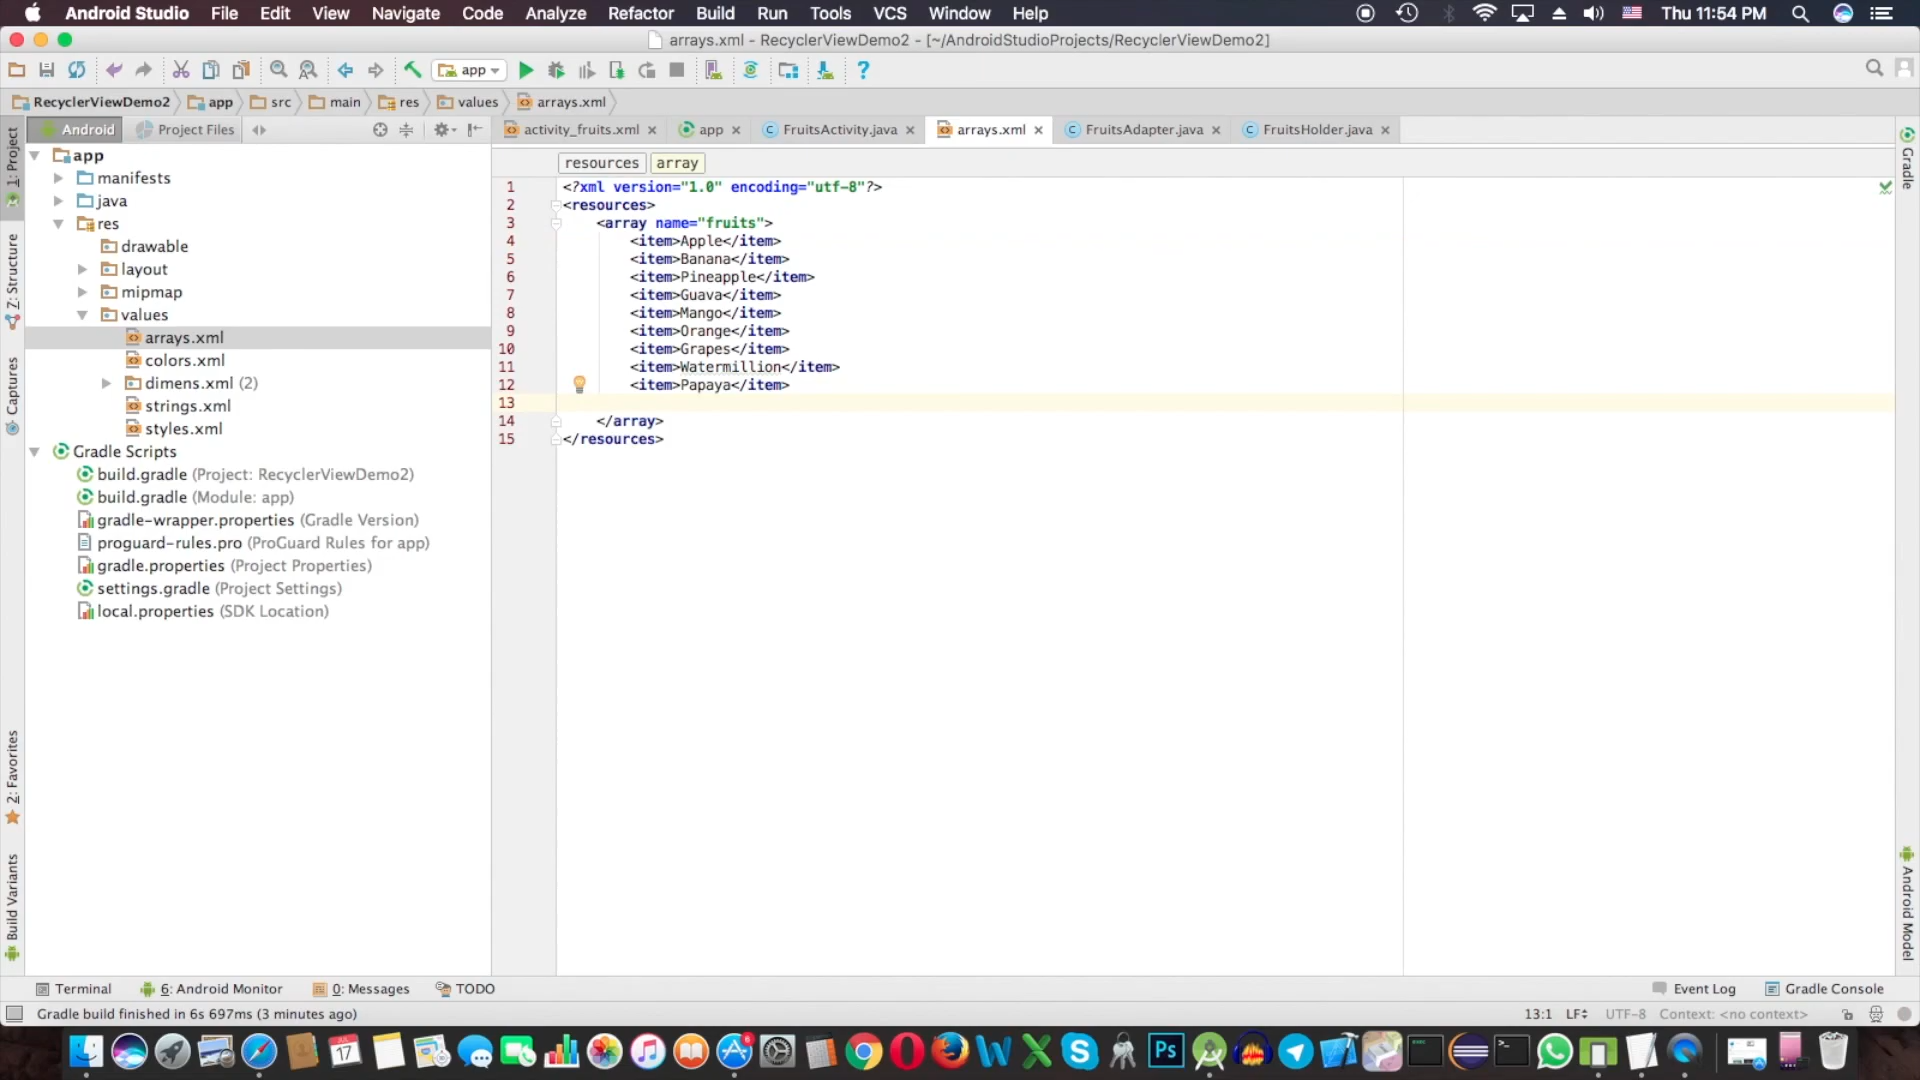 Android Studio File Edit View Navigate Code Analyze Refactor Build Run Tools VCS Window Help Thu 11:54 PM
arrays.xml - RecyclerViewDemo2 - [~/AndroidStudioProjects/RecyclerViewDemo2]
app
RecyclerViewDemo2 app src main res values arrays.xml
Android Project Files
activity_fruits.xml app FruitsActivity.java arrays.xml FruitsAdapter.java FruitsHolder.java
1: Project
Z: Structure
Captures
2: Favorites
Build Variants
app
manifests
java
res
drawable
layout
mipmap
values
arrays.xml
colors.xml
dimens.xml (2)
strings.xml
styles.xml
Gradle Scripts
build.gradle (Project: RecyclerViewDemo2)
build.gradle (Module: app)
gradle-wrapper.properties (Gradle Version)
proguard-rules.pro (ProGuard Rules for app)
gradle.properties (Project Properties)
settings.gradle (Project Settings)
local.properties (SDK Location)
resources array
1 <?xml version="1.0" encoding="utf-8"?>
2 <resources>
3 <array name="fruits">
4 <item>Apple</item>
5 <item>Banana</item>
6 <item>Pineapple</item>
7 <item>Guava</item>
8 <item>Mango</item>
9 <item>Orange</item>
10 <item>Grapes</item>
11 <item>Watermillion</item>
12 <item>Papaya</item>
13
14 </array>
15 </resources>
Gradle
Android Model
Terminal 6: Android Monitor 0: Messages TODO Event Log Gradle Console
Gradle build finished in 6s 697ms (3 minutes ago) 13:1 LF UTF-8 Context: <no context>
17
Ps